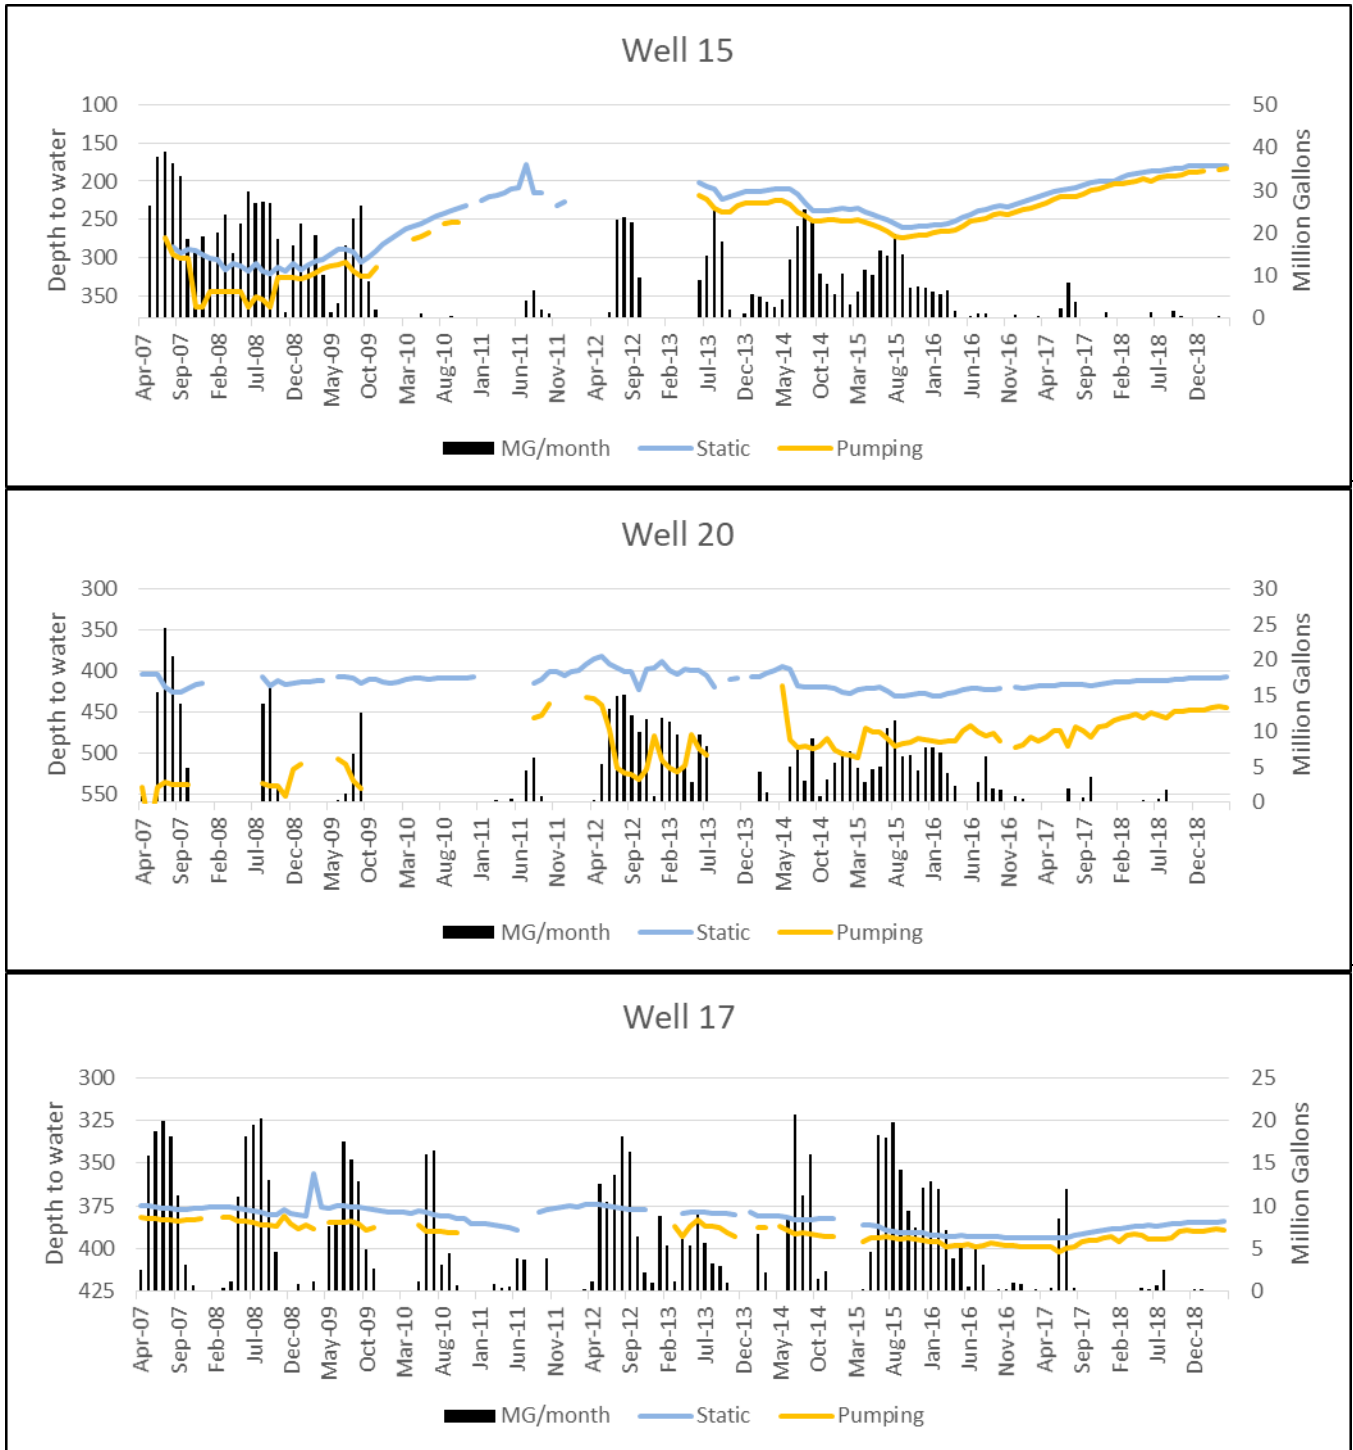 Well 15
Depth to water
100
150
200
250
300
350
50
40
30
20
10
0
Million Gallons
Apr-07 Sep-07 Feb-08 Jul-08 Dec-08 May-09 Oct-09 Mar-10 Aug-10 Jan-11 Jun-11 Nov-11 Apr-12 Sep-12 Feb-13 Jul-13 Dec-13 May-14 Oct-14 Mar-15 Aug-15 Jan-16 Jun-16 Nov-16 Apr-17 Sep-17 Feb-18 Jul-18 Dec-18
MG/month Static Pumping
Well 20
Depth to water
300
350
400
450
500
550
30
25
20
15
10
5
0
Million Gallons
Apr-07 Sep-07 Feb-08 Jul-08 Dec-08 May-09 Oct-09 Mar-10 Aug-10 Jan-11 Jun-11 Nov-11 Apr-12 Sep-12 Feb-13 Jul-13 Dec-13 May-14 Oct-14 Mar-15 Aug-15 Jan-16 Jun-16 Nov-16 Apr-17 Sep-17 Feb-18 Jul-18 Dec-18
MG/month Static Pumping
Well 17
Depth to water
300
325
350
375
400
425
25
20
15
10
5
0
Million Gallons
Apr-07 Sep-07 Feb-08 Jul-08 Dec-08 May-09 Oct-09 Mar-10 Aug-10 Jan-11 Jun-11 Nov-11 Apr-12 Sep-12 Feb-13 Jul-13 Dec-13 May-14 Oct-14 Mar-15 Aug-15 Jan-16 Jun-16 Nov-16 Apr-17 Sep-17 Feb-18 Jul-18 Dec-18
MG/month Static Pumping